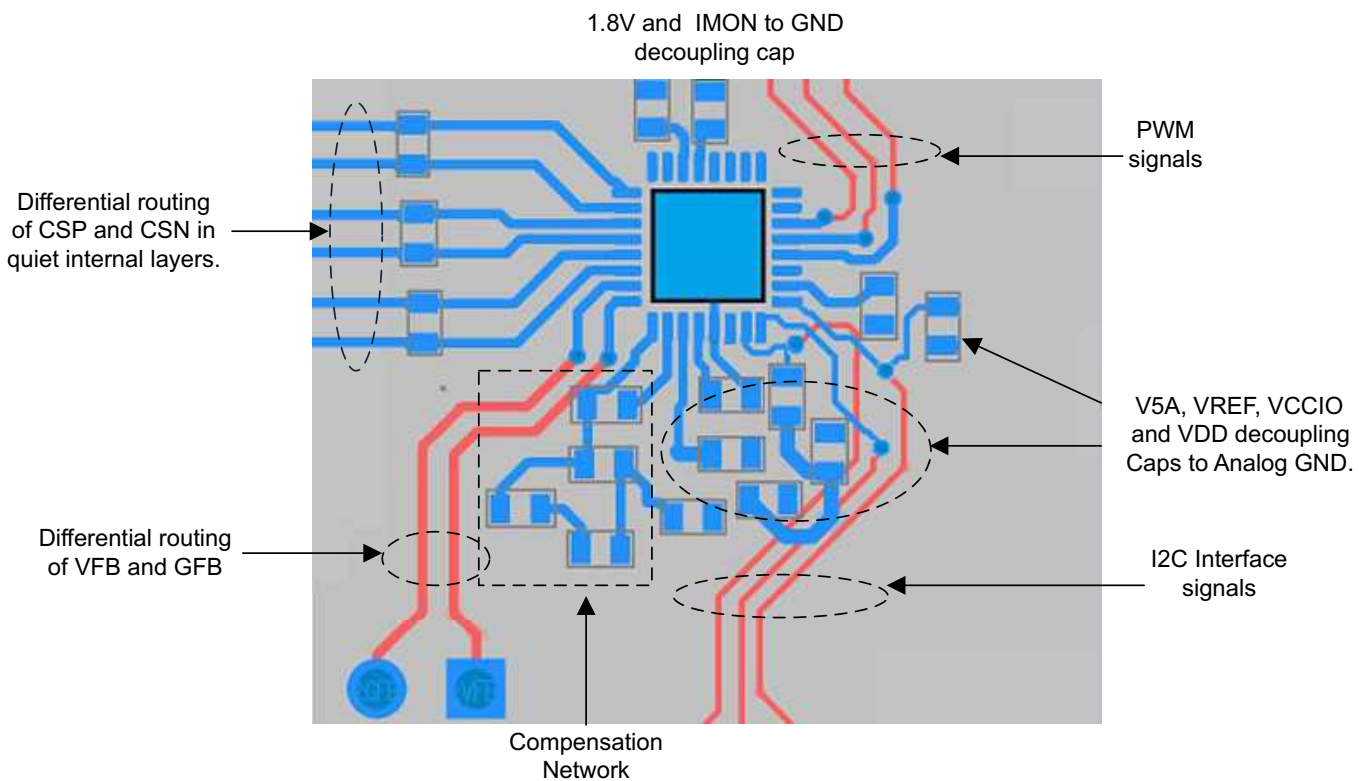 1.8V and IMON to GND
decoupling cap
PWM
signals
Differential routing
of CSP and CSN in
quiet internal layers.
V5A, VREF, VCCIO
and VDD decoupling
Caps to Analog GND.
Differential routing
of VFB and GFB
I2C Interface
signals
Compensation
Network